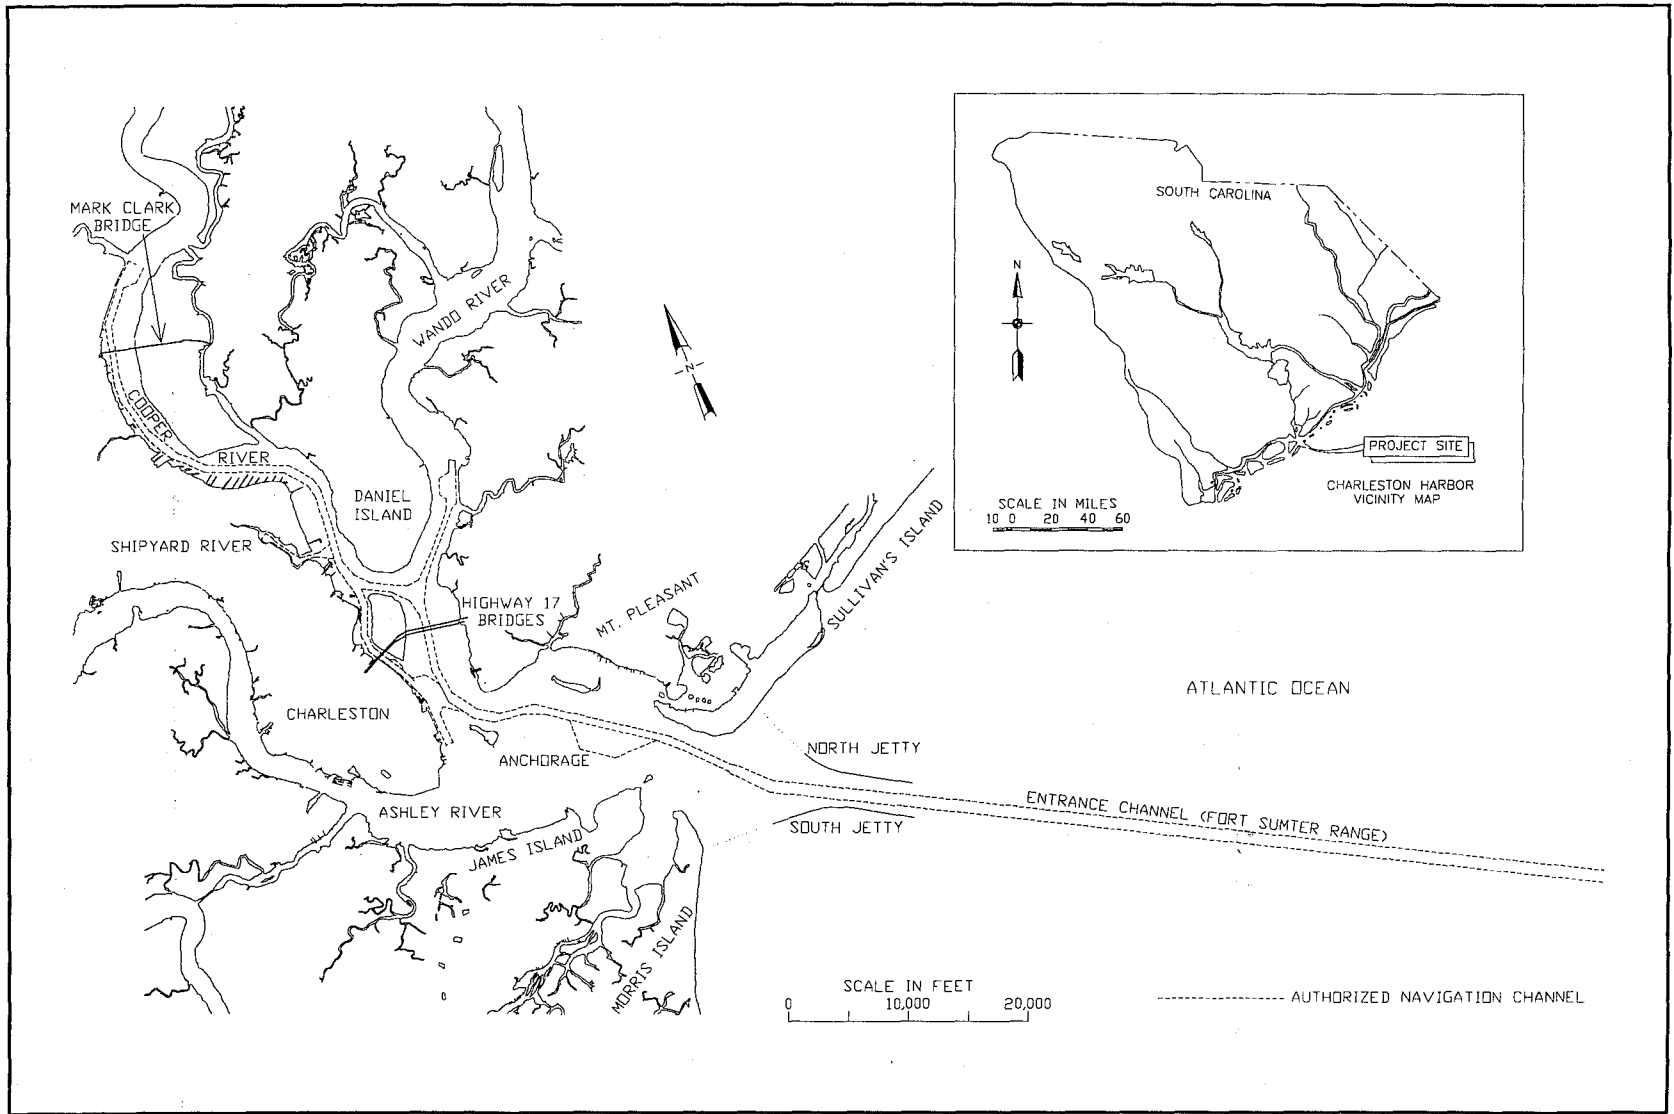 MARK CLARK
BRIDGE
COOPER
RIVER
WANDO RIVER
N
DANIEL
ISLAND
SHIPYARD RIVER
HIGHWAY 17
BRIDGES
MT. PLEASANT
SULLIVAN'S ISLAND
CHARLESTON
ANCHORAGE
ASHLEY RIVER
JAMES ISLAND
MORRIS ISLAND
NORTH JETTY
SOUTH JETTY
ATLANTIC OCEAN
ENTRANCE CHANNEL (FORT SUMTER RANGE)
SCALE IN FEET
0 10,000 20,000
AUTHORIZED NAVIGATION CHANNEL
SOUTH CAROLINA
N
PROJECT SITE
CHARLESTON HARBOR
VICINITY MAP
SCALE IN MILES
10 0 20 40 60